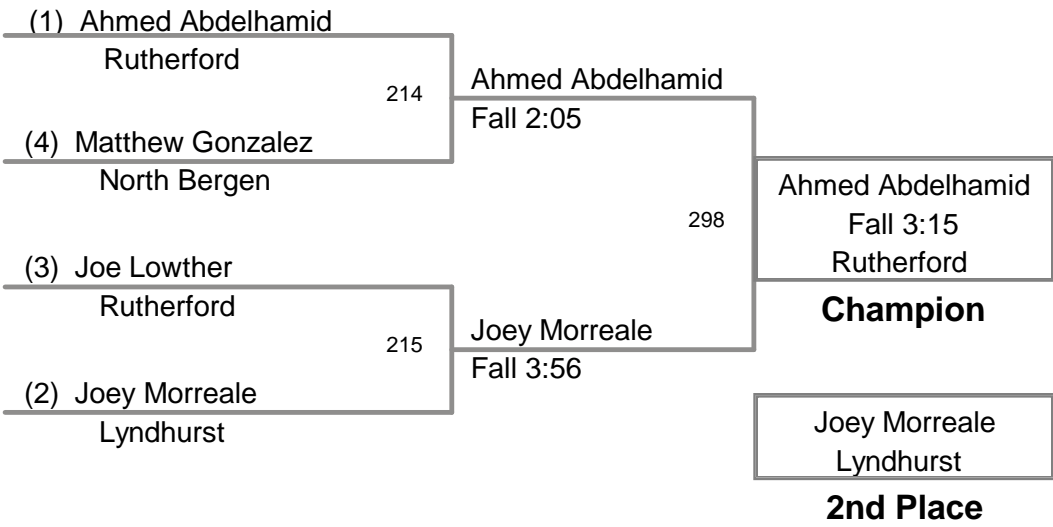 (1) Ahmed Abdelhamid
Rutherford
214
(4) Matthew Gonzalez
North Bergen
Ahmed Abdelhamid
Fall 2:05
(3) Joe Lowther
Rutherford
215
(2) Joey Morreale
Lyndhurst
Joey Morreale
Fall 3:56
298
Ahmed Abdelhamid
Fall 3:15
Rutherford
Champion
Joey Morreale
Lyndhurst
2nd Place